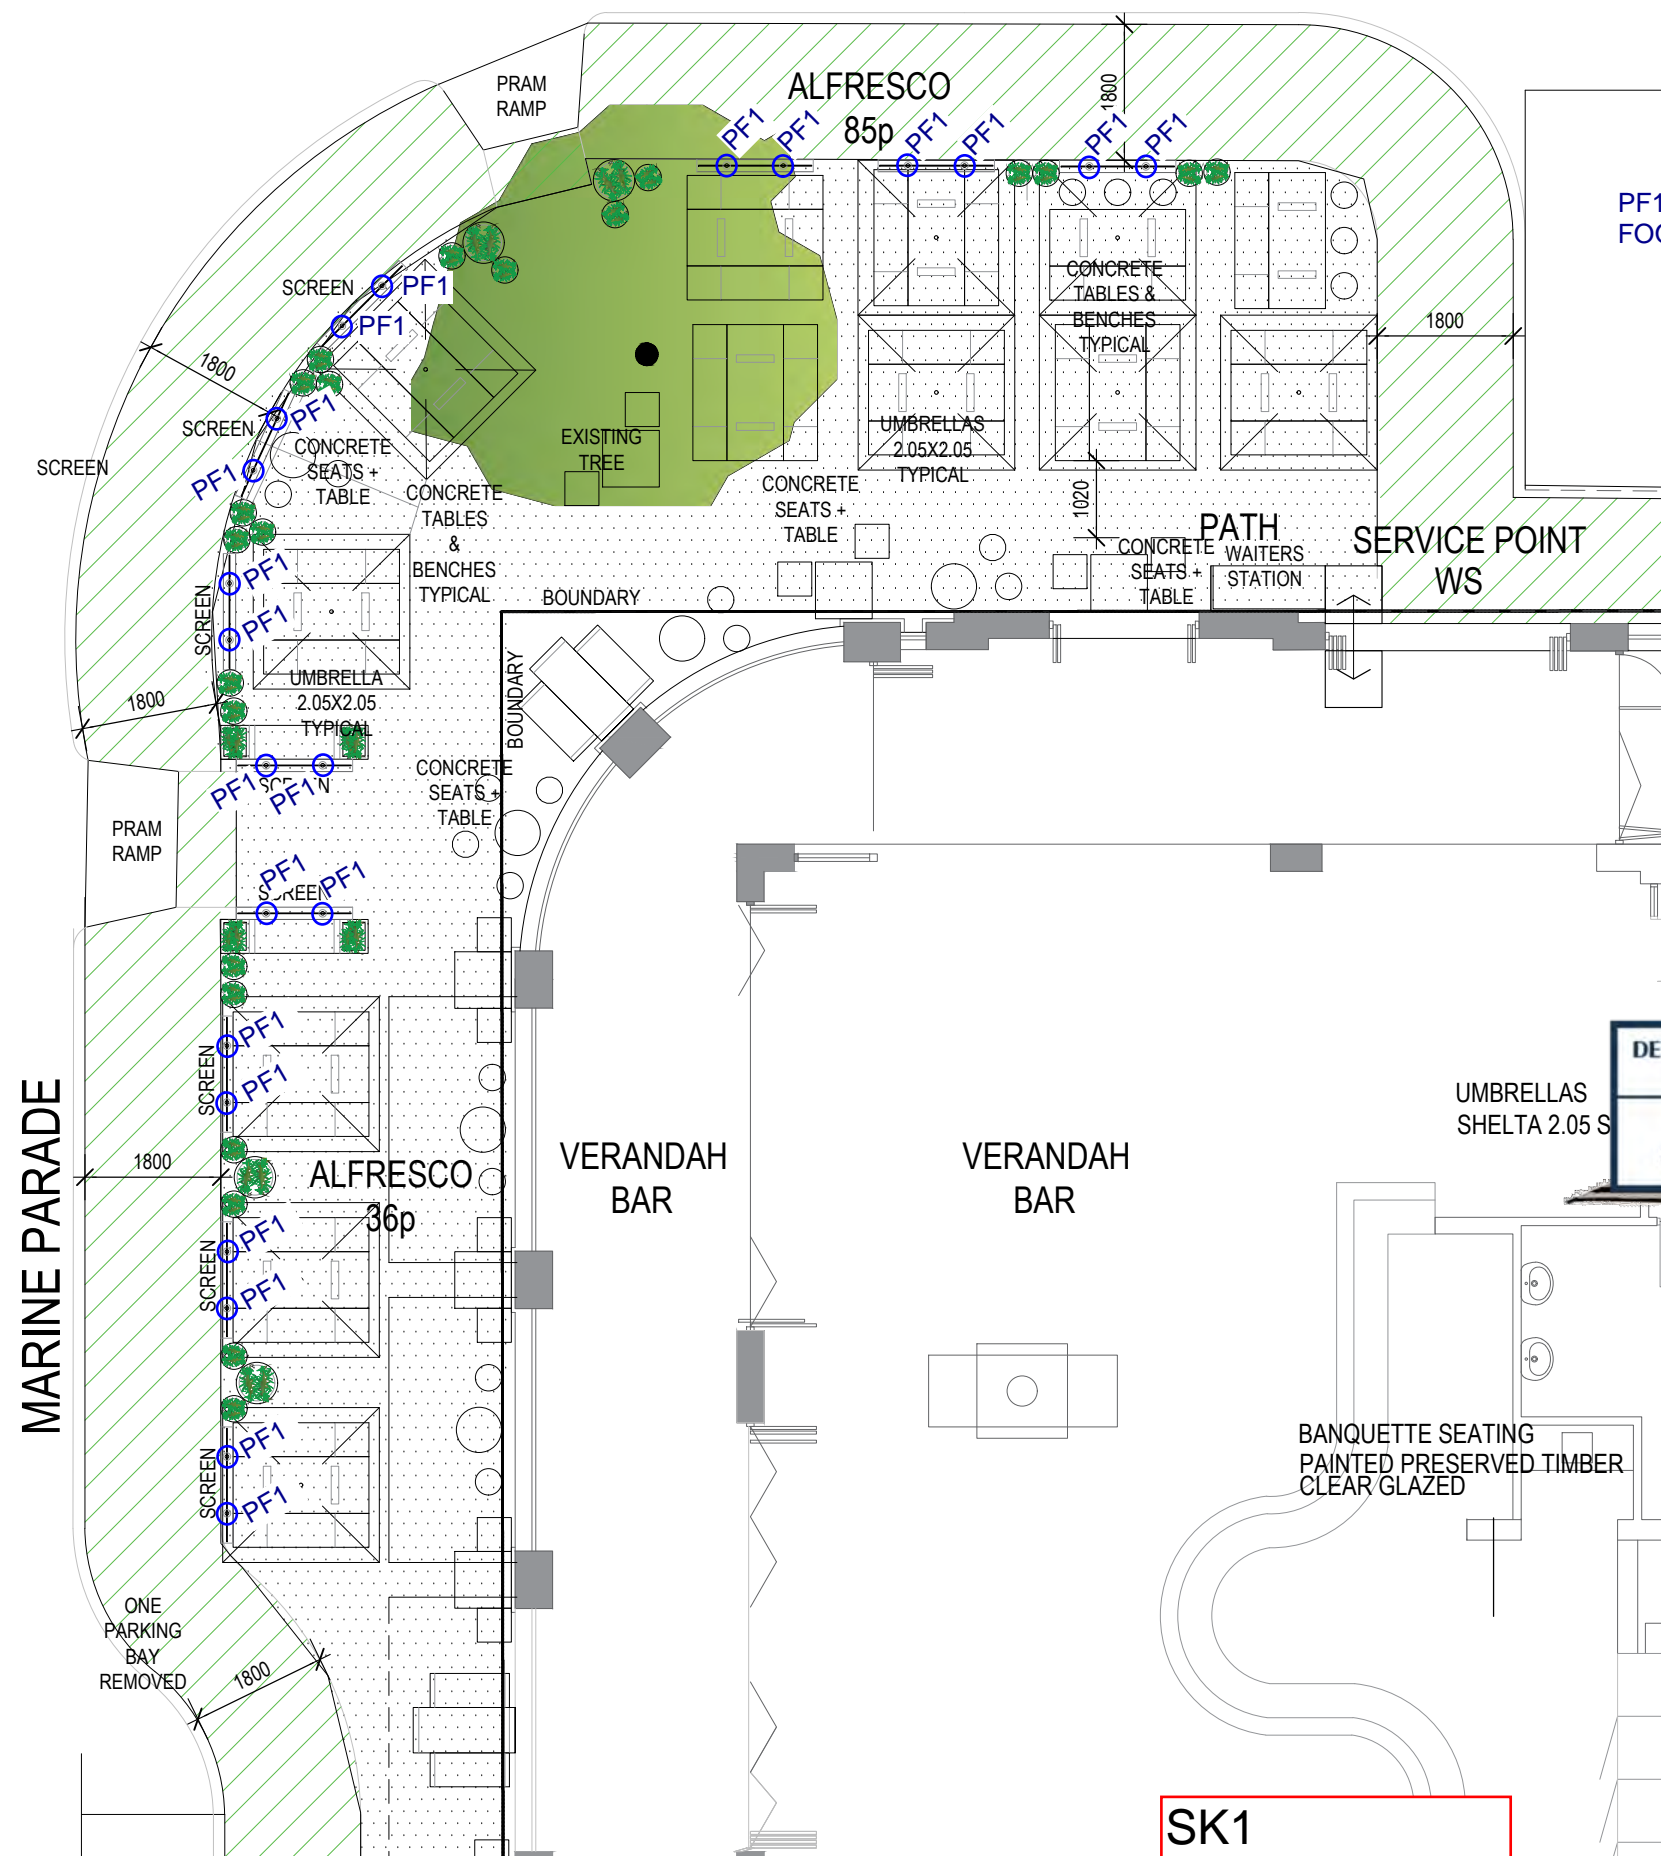 PRAM
RAMP
ALFRESCO
85p
1800
PF1
PF1
PF1
PF1
PF1
PF1
PF1
SCREEN
PF1
PF1
1800
SCREEN
PF1
SCREEN
PF1
CONCRETE
SEATS +
TABLE
CONCRETE
TABLES
&
BENCHES
TYPICAL
EXISTING
TREE
CONCRETE
TABLES &
BENCHES
TYPICAL
1800
UMBRELLAS
2.05X2.05
TYPICAL
CONCRETE
SEATS +
TABLE
1020
PATH
CONCRETE
SEATS +
TABLE
WAITERS
STATION
SERVICE POINT
WS
SCREEN
PF1
PF1
BOUNDARY
BOUNDARY
UMBRELLA
2.05X2.05
TYPICAL
1800
PF1
PF1
SCREEN
CONCRETE
SEATS +
TABLE
PRAM
RAMP
PF1
PF1
SCREEN
SCREEN
PF1
PF1
MARINE PARADE
1800
ALFRESCO
36p
VERANDAH
BAR
VERANDAH
BAR
UMBRELLAS
SHELTA 2.05 S
DE
SCREEN
PF1
PF1
SCREEN
PF1
PF1
BANQUETTE SEATING
PAINTED PRESERVED TIMBER
CLEAR GLAZED
ONE
PARKING
BAY
REMOVED
1800
SK1